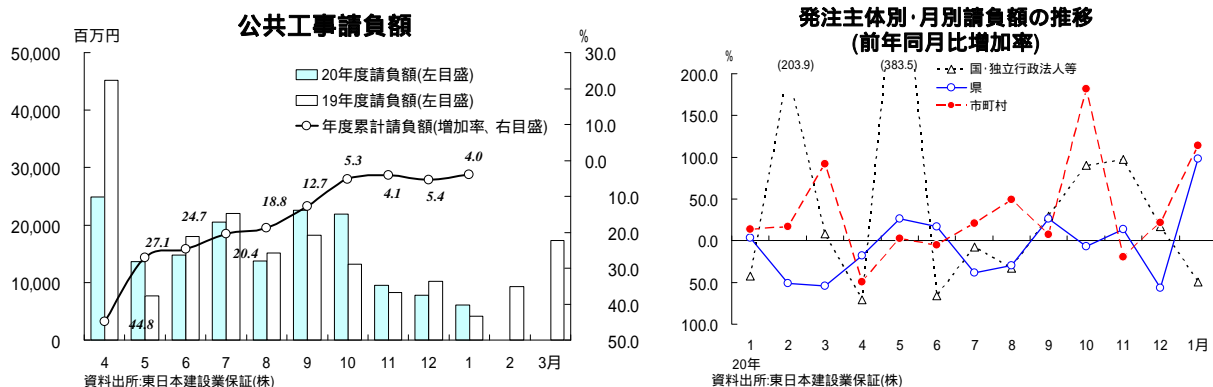 公共工事請負額
百万円
%
50,000
40,000
30,000
20,000
10,000
0
30.0
20.0
10.0
0.0
10.0
20.0
30.0
40.0
50.0
20年度請負額(左目盛)
19年度請負額(左目盛)
年度累計請負額(増加率、右目盛)
44.8
27.1
24.7
20.4
18.8
12.7
5.3
4.1
5.4
4.0
4 5 6 7 8 9 10 11 12 1 2 3月
資料出所:東日本建設業保証(株)
発注主体別･月別請負額の推移
(前年同月比増加率)
%
(203.9)
(383.5)
国･独立行政法人等
県
市町村
200.0
150.0
100.0
50.0
0.0
50.0
100.0
1 2 3 4 5 6 7 8 9 10 11 12 1月
20年
資料出所:東日本建設業保証(株)